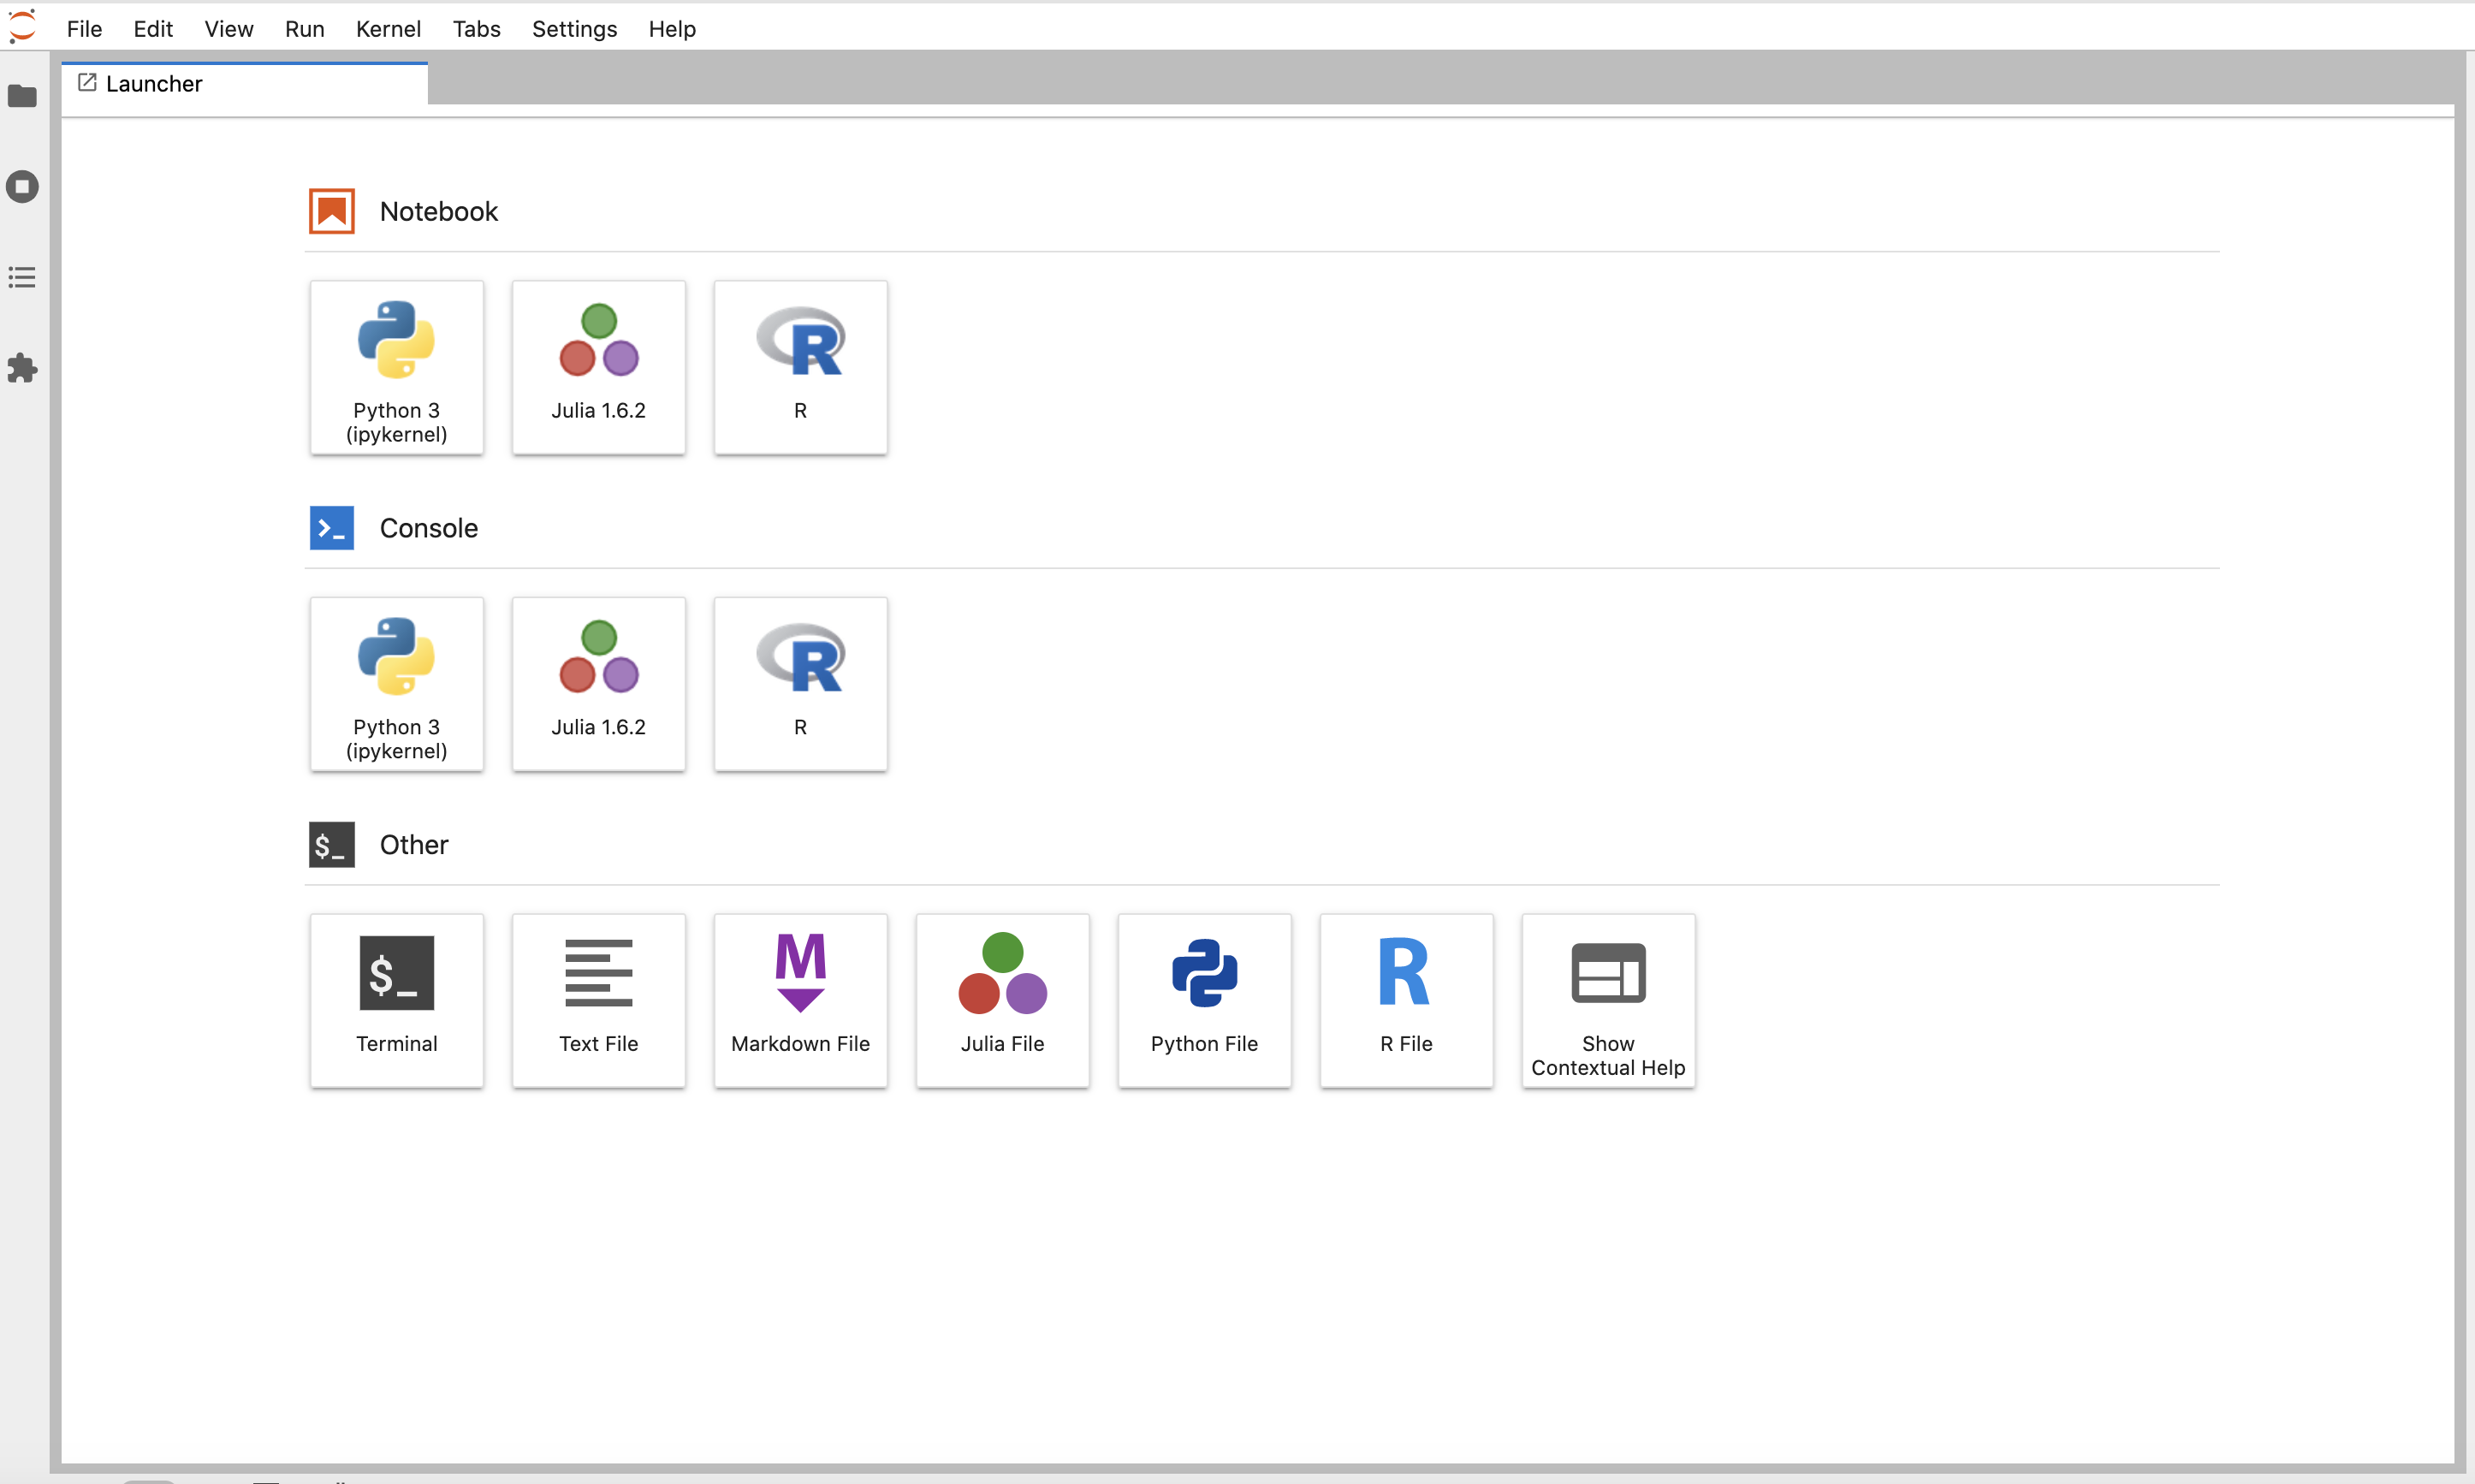 File Edit View Run Kernel Tabs Settings Help
Launcher
Notebook
Python 3
(ipykernel)
Julia 1.6.2
R
Console
Python 3
(ipykernel)
Julia 1.6.2
R
$_ Other
$_
Terminal
Text File
M
Markdown File
Julia File
Python File
R
R File
Show
Contextual Help